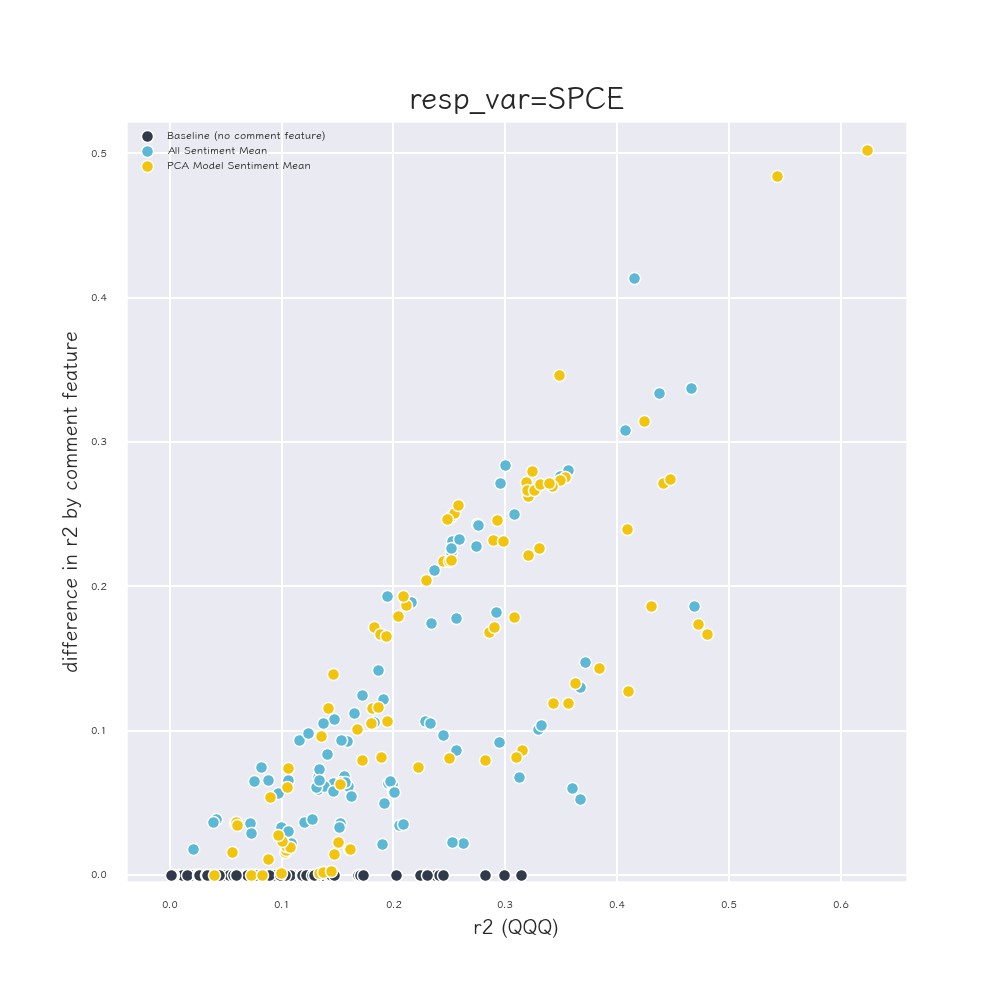 resp_var=SPCE
Baseline (no comment feature)
All Sentiment Mean
PCA Model Sentiment Mean
difference in r2 by comment feature
0.5
0.4
0.3
0.2
0.1
0.0
0.0 0.1 0.2 0.3 0.4 0.5 0.6
r2 (QQQ)